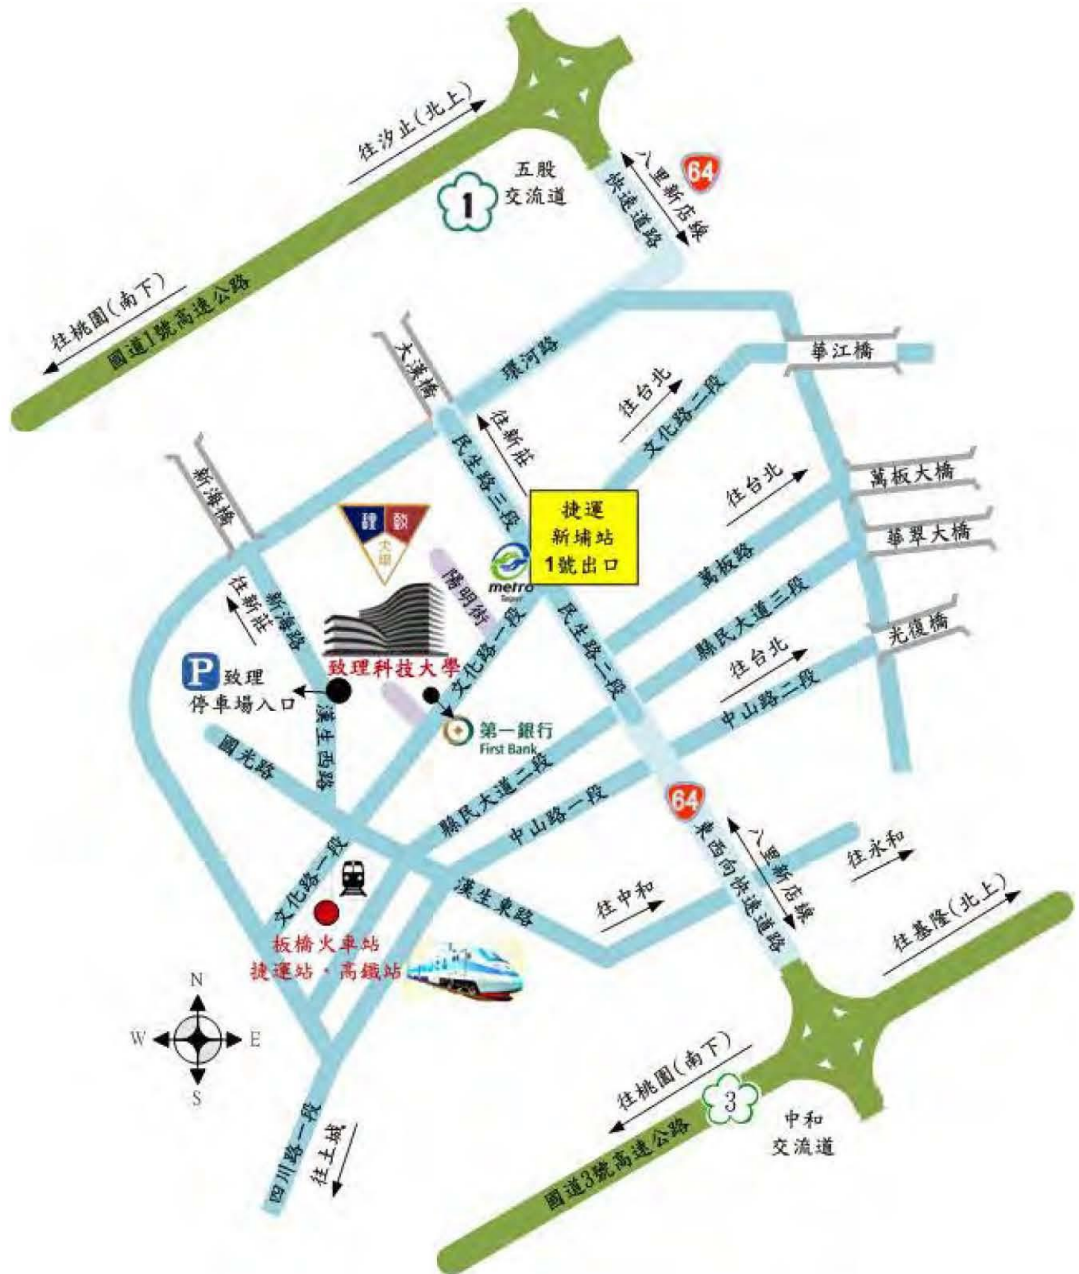 往汐止(北上)
五股
交流道
1
八里新店線
64
快速道路
往桃園(南下)
國道1號高速公路
大漢橋
環河路
華江橋
往台北
文化路二段
往新莊
民生路三段
新海橋
往台北
萬板大橋
華翠大橋
光復橋
捷運
新埔站
1號出口
metro
Taipei
陽明街
萬板路
縣民大道三段
往新莊
新海路
致理科技大學
文化路一段
民生路二段
往台北
中山路二段
P
致理
停車場入口
漢生西路
第一銀行
First Bank
國光路
縣民大道二段
中山路一段
64
東西向快速道路
八里新店線
往永和
文化路一段
漢生東路
往中和
往基隆(北上)
板橋火車站
捷運站、高鐵站
N
W
E
S
往桃園(南下)
3
中和
交流道
國道3號高速公路
四川路一段
往土城